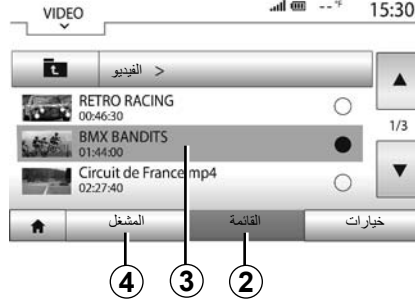 VIDEO --°F 15:30
< الفيديو
RETRO RACING
00:46:30
BMX BANDITS
01:44:00
1/3
Circuit de France mp4
02:27:40
المشغل القائمة خيارات
4 3 2